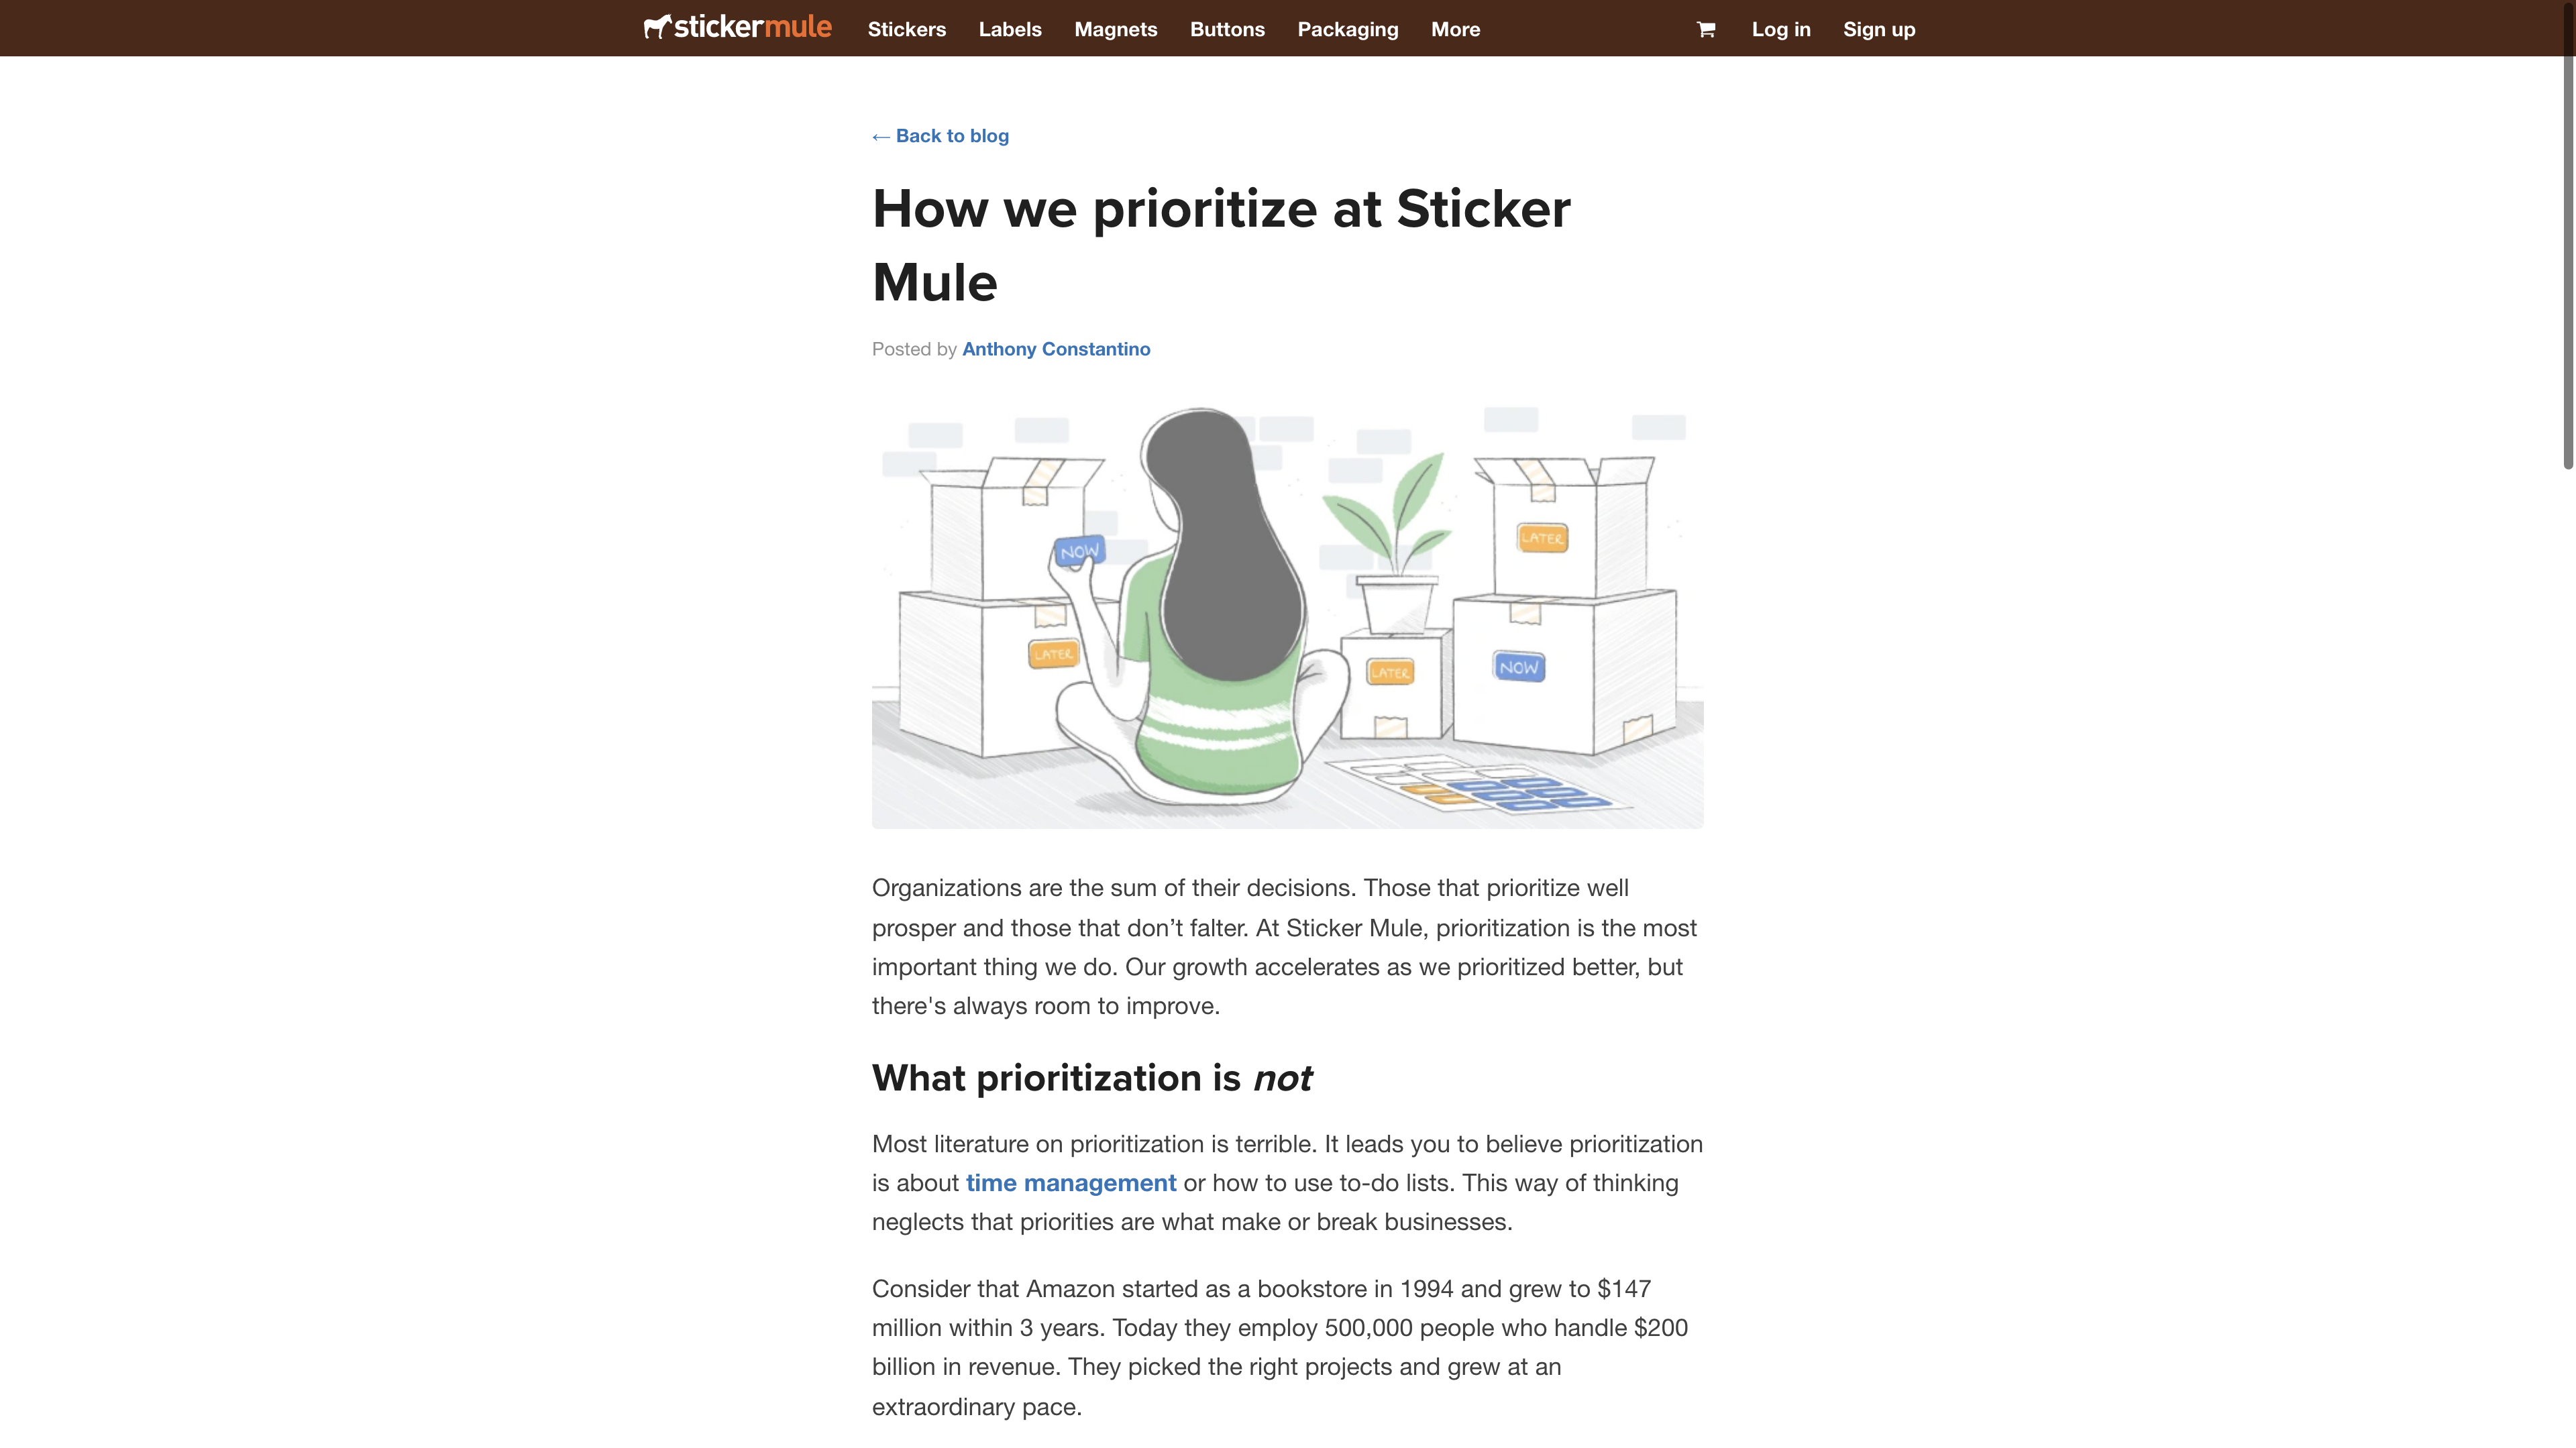 stickermule Stickers Labels Magnets Buttons Packaging More Log in Sign up
← Back to blog
How we prioritize at Sticker
Mule
Posted by Anthony Constantino
NOW
LATER
LATER
LATER
NOW
Organizations are the sum of their decisions. Those that prioritize well
prosper and those that don’t falter. At Sticker Mule, prioritization is the most
important thing we do. Our growth accelerates as we prioritized better, but
there's always room to improve.
What prioritization is not
Most literature on prioritization is terrible. It leads you to believe prioritization
is about time management or how to use to-do lists. This way of thinking
neglects that priorities are what make or break businesses.
Consider that Amazon started as a bookstore in 1994 and grew to $147
million within 3 years. Today they employ 500,000 people who handle $200
billion in revenue. They picked the right projects and grew at an
extraordinary pace.